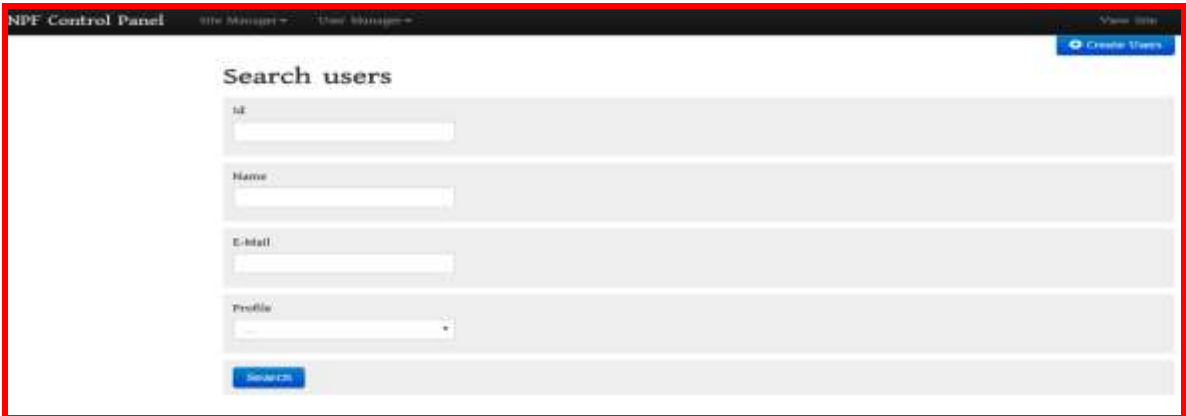 NPF Control Panel Site Manager User Manager View Site
Create Users
Search users
Id
Name
E-Mail
Profile
...
Search